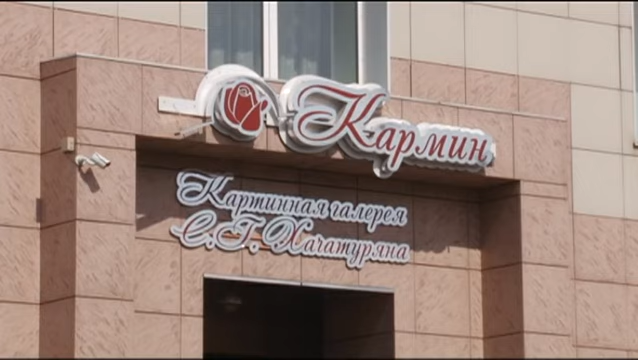 Кармин
Картинная галерея
С.Г. Хачатуряна